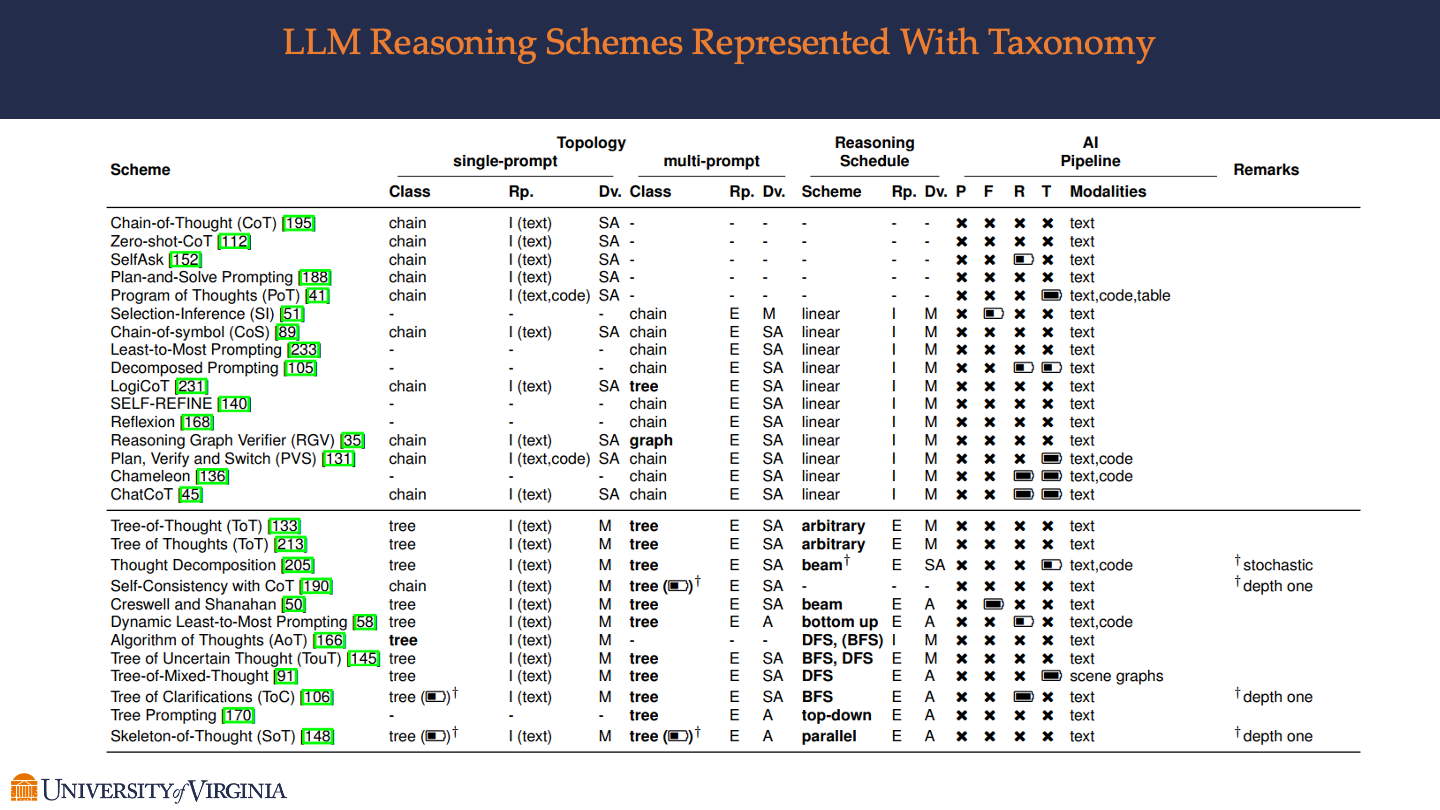 LLM Reasoning Schemes Represented With Taxonomy
Topology Reasoning AI
Scheme single-prompt multi-prompt Schedule Pipeline Remarks
Class Rp. Dv. Class Rp. Dv. Scheme Rp. Dv. P F R T Modalities
Chain-of-Thought (CoT) [195] chain I (text) SA - - - - - - ✖ ✖ ✖ ✖ text
Zero-shot-CoT [112] chain I (text) SA - - - - - - ✖ ✖ ✖ ✖ text
SelfAsk [152] chain I (text) SA - - - - - - ✖ ✖ ✖ text
Plan-and-Solve Prompting [188] chain I (text) SA - - - - - - ✖ ✖ ✖ ✖ text
Program of Thoughts (PoT) [41] chain I (text,code) SA - - - - - - ✖ ✖ ✖ text,code,table
Selection-Inference (SI) [51] - - - chain E M linear I M ✖ ✖ ✖ text
Chain-of-symbol (CoS) [89] chain I (text) SA chain E SA linear I M ✖ ✖ ✖ ✖ text
Least-to-Most Prompting [233] - - - chain E SA linear I M ✖ ✖ ✖ ✖ text
Decomposed Prompting [105] - - - chain E SA linear I M ✖ ✖ text
LogiCoT [231] chain I (text) SA tree E SA linear I M ✖ ✖ ✖ ✖ text
SELF-REFINE [140] - - - chain E SA linear I M ✖ ✖ ✖ ✖ text
Reflexion [168] - - - chain E SA linear I M ✖ ✖ ✖ ✖ text
Reasoning Graph Verifier (RGV) [35] chain I (text) SA graph E SA linear I M ✖ ✖ ✖ ✖ text
Plan, Verify and Switch (PVS) [131] chain I (text,code) SA chain E SA linear I M ✖ ✖ ✖ text,code
Chameleon [136] - - - chain E SA linear I M ✖ ✖ text,code
ChatCoT [45] chain I (text) SA chain E SA linear I M ✖ ✖ text
Tree-of-Thought (ToT) [133] tree I (text) M tree E SA arbitrary E M ✖ ✖ ✖ ✖ text
Tree of Thoughts (ToT) [213] tree I (text) M tree E SA arbitrary E M ✖ ✖ ✖ ✖ text
Thought Decomposition [205] tree I (text) M tree E SA beam† E SA ✖ ✖ ✖ text,code †stochastic
Self-Consistency with CoT [190] chain I (text) M tree ()† E SA - - - ✖ ✖ ✖ ✖ text †depth one
Creswell and Shanahan [50] tree I (text) M tree E SA beam E A ✖ ✖ ✖ text
Dynamic Least-to-Most Prompting [58] tree I (text) M tree E A bottom up E A ✖ ✖ ✖ text,code
Algorithm of Thoughts (AoT) [166] tree I (text) M - - - DFS, (BFS) I M ✖ ✖ ✖ ✖ text
Tree of Uncertain Thought (TouT) [145] tree I (text) M tree E SA BFS, DFS E M ✖ ✖ ✖ ✖ text
Tree-of-Mixed-Thought [91] tree I (text) M tree E SA DFS E A ✖ ✖ ✖ scene graphs
Tree of Clarifications (ToC) [106] tree ()† I (text) M tree E SA BFS E A ✖ ✖ ✖ text †depth one
Tree Prompting [170] - - - tree E A top-down E A ✖ ✖ ✖ ✖ text
Skeleton-of-Thought (SoT) [148] tree ()† I (text) M tree ()† E A parallel E A ✖ ✖ ✖ ✖ text †depth one
UNIVERSITY of VIRGINIA